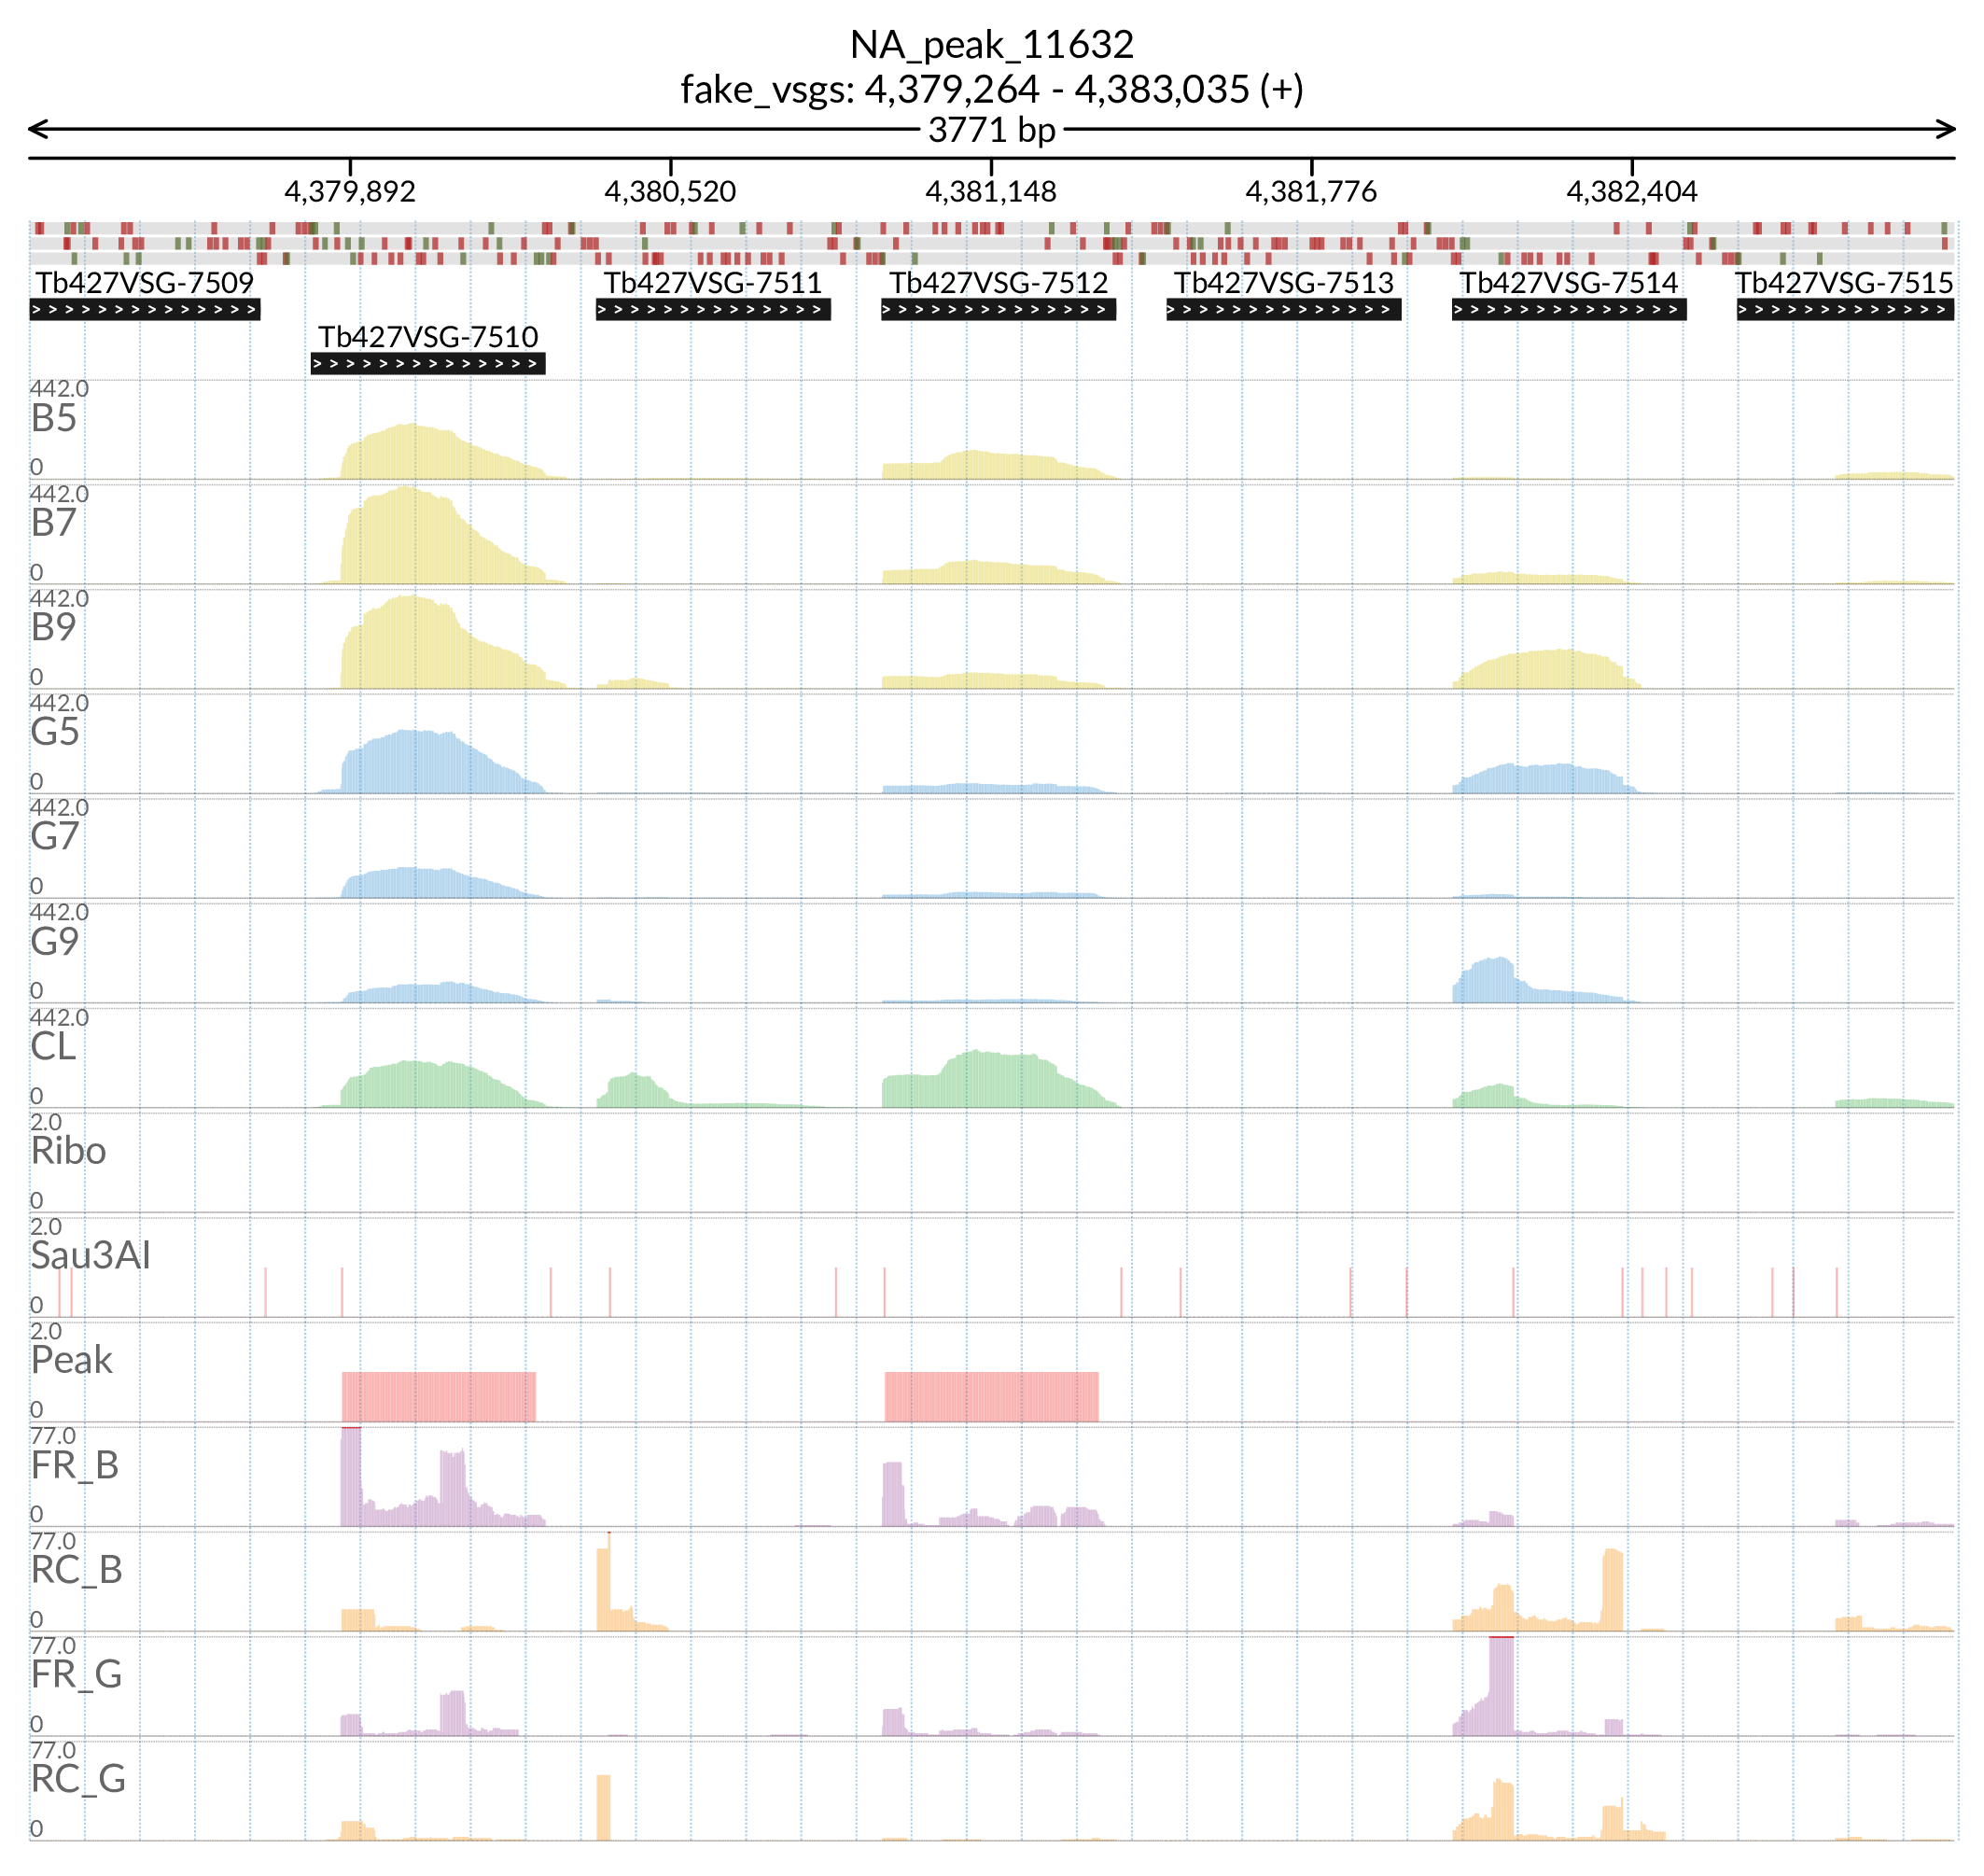 NA_peak_11632
fake_vsgs: 4,379,264 - 4,383,035 (+)
3771 bp
4,379,892 4,380,520 4,381,148 4,381,776 4,382,404
Tb427VSG-7509 Tb427VSG-7511 Tb427VSG-7512 Tb427VSG-7513 Tb427VSG-7514 Tb427VSG-7515
Tb427VSG-7510
442.0
B5
0
442.0
B7
0
442.0
B9
0
442.0
G5
0
442.0
G7
0
442.0
G9
0
442.0
CL
0
2.0
Ribo
0
2.0
Sau3AI
0
2.0
Peak
0
77.0
FR_B
0
77.0
RC_B
0
77.0
FR_G
0
77.0
RC_G
0